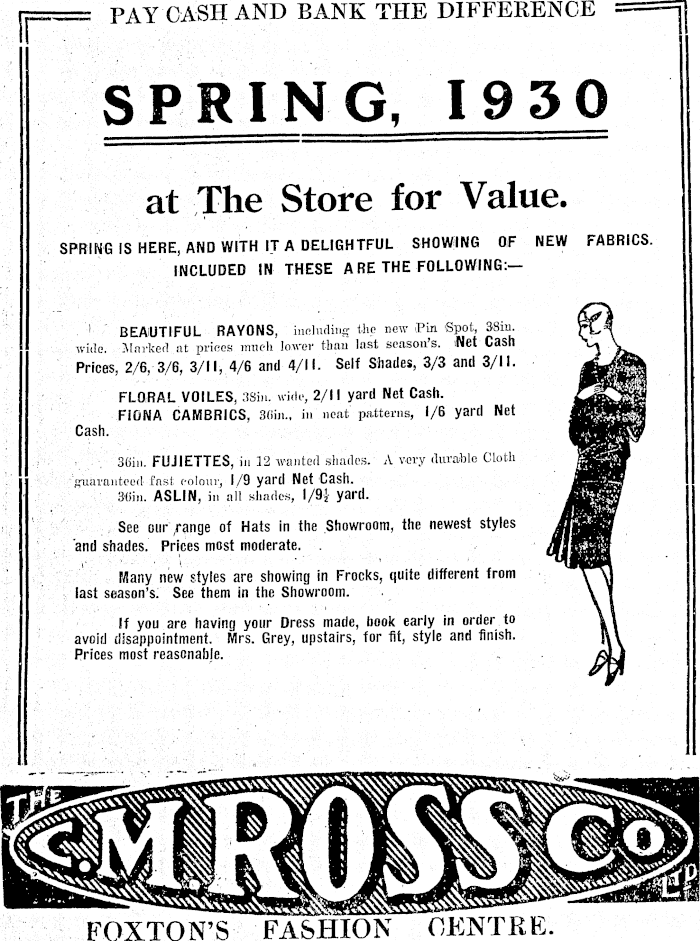 PAY CASH AND BANK THE DIFFERENCE
SPRING, 1930
at The Store for Value.
SPRING IS HERE, AND WITH IT A DELIGHTFUL SHOWING OF NEW FABRICS.
INCLUDED IN THESE ARE THE FOLLOWING:—
BEAUTIFUL RAYONS, including the new Pin Spot, 38in.
wide. Marked at prices much lower than last season's. Net Cash
Prices, 2/6, 3/6, 3/11, 4/6 and 4/11. Self Shades, 3/3 and 3/11.
FLORAL VOILES, 38in. wide, 2/11 yard Net Cash.
FIONA CAMBRICS, 36in., in neat patterns, 1/6 yard Net
Cash.
36in. FUJIETTES, in 12 wanted shades. A very durable Cloth
guaranteed fast colour, 1/9 yard Net Cash.
36in. ASLIN, in all shades, 1/9½ yard.
See our range of Hats in the Showroom, the newest styles
and shades. Prices most moderate.
Many new styles are showing in Frocks, quite different from
last season's. See them in the Showroom.
If you are having your Dress made, book early in order to
avoid disappointment. Mrs. Grey, upstairs, for fit, style and finish.
Prices most reasonable.
THE
C.M ROSS Co
LTD
FOXTON'S FASHION CENTRE.